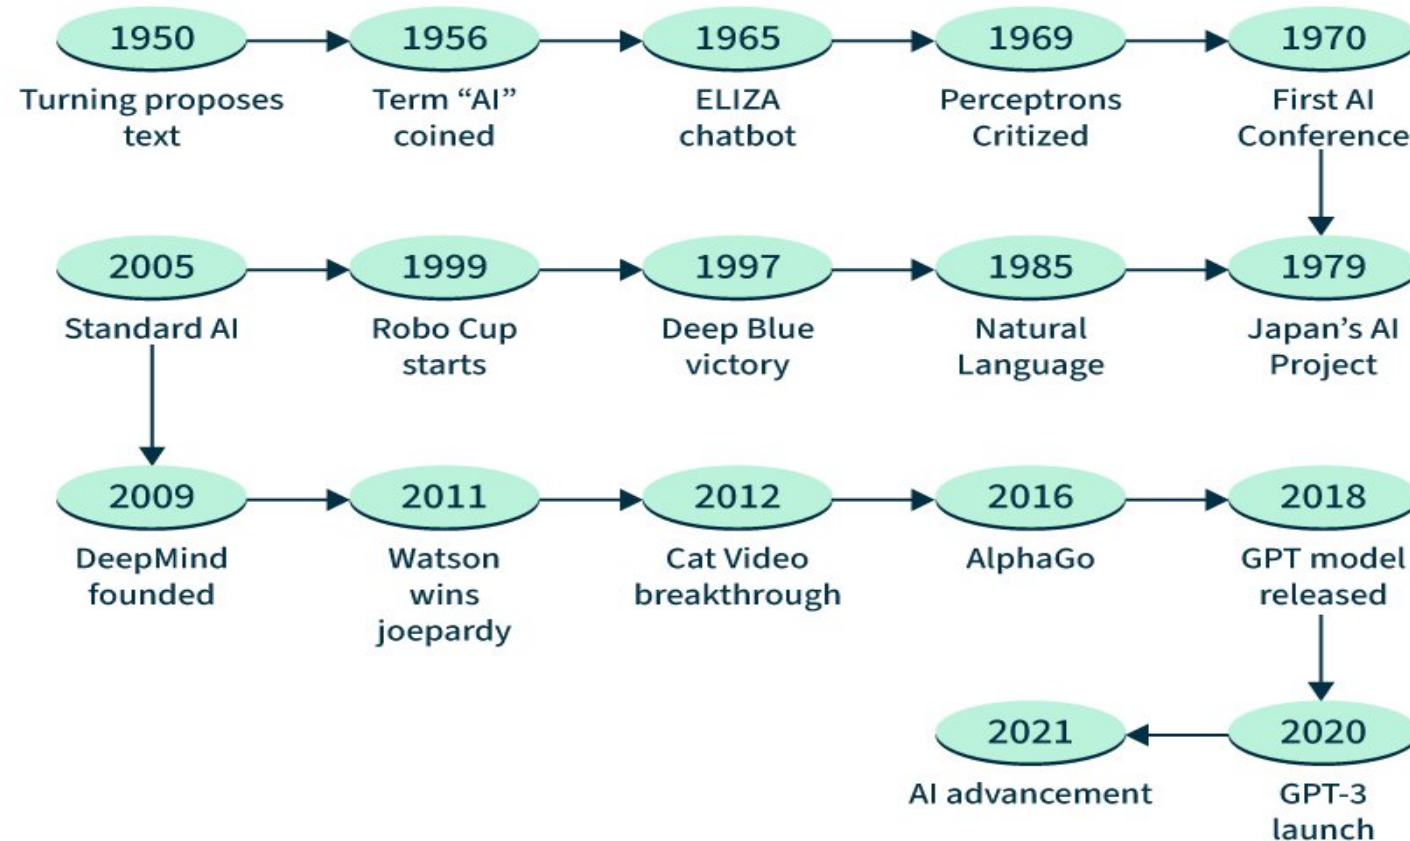 1950
Turning proposes
text
1956
Term “AI”
coined
1965
ELIZA
chatbot
1969
Perceptrons
Critized
1970
First AI
Conference
2005
Standard AI
1999
Robo Cup
starts
1997
Deep Blue
victory
1985
Natural
Language
1979
Japan’s AI
Project
2009
DeepMind
founded
2011
Watson
wins
joepardy
2012
Cat Video
breakthrough
2016
AlphaGo
2018
GPT model
released
2021
AI advancement
2020
GPT-3
launch